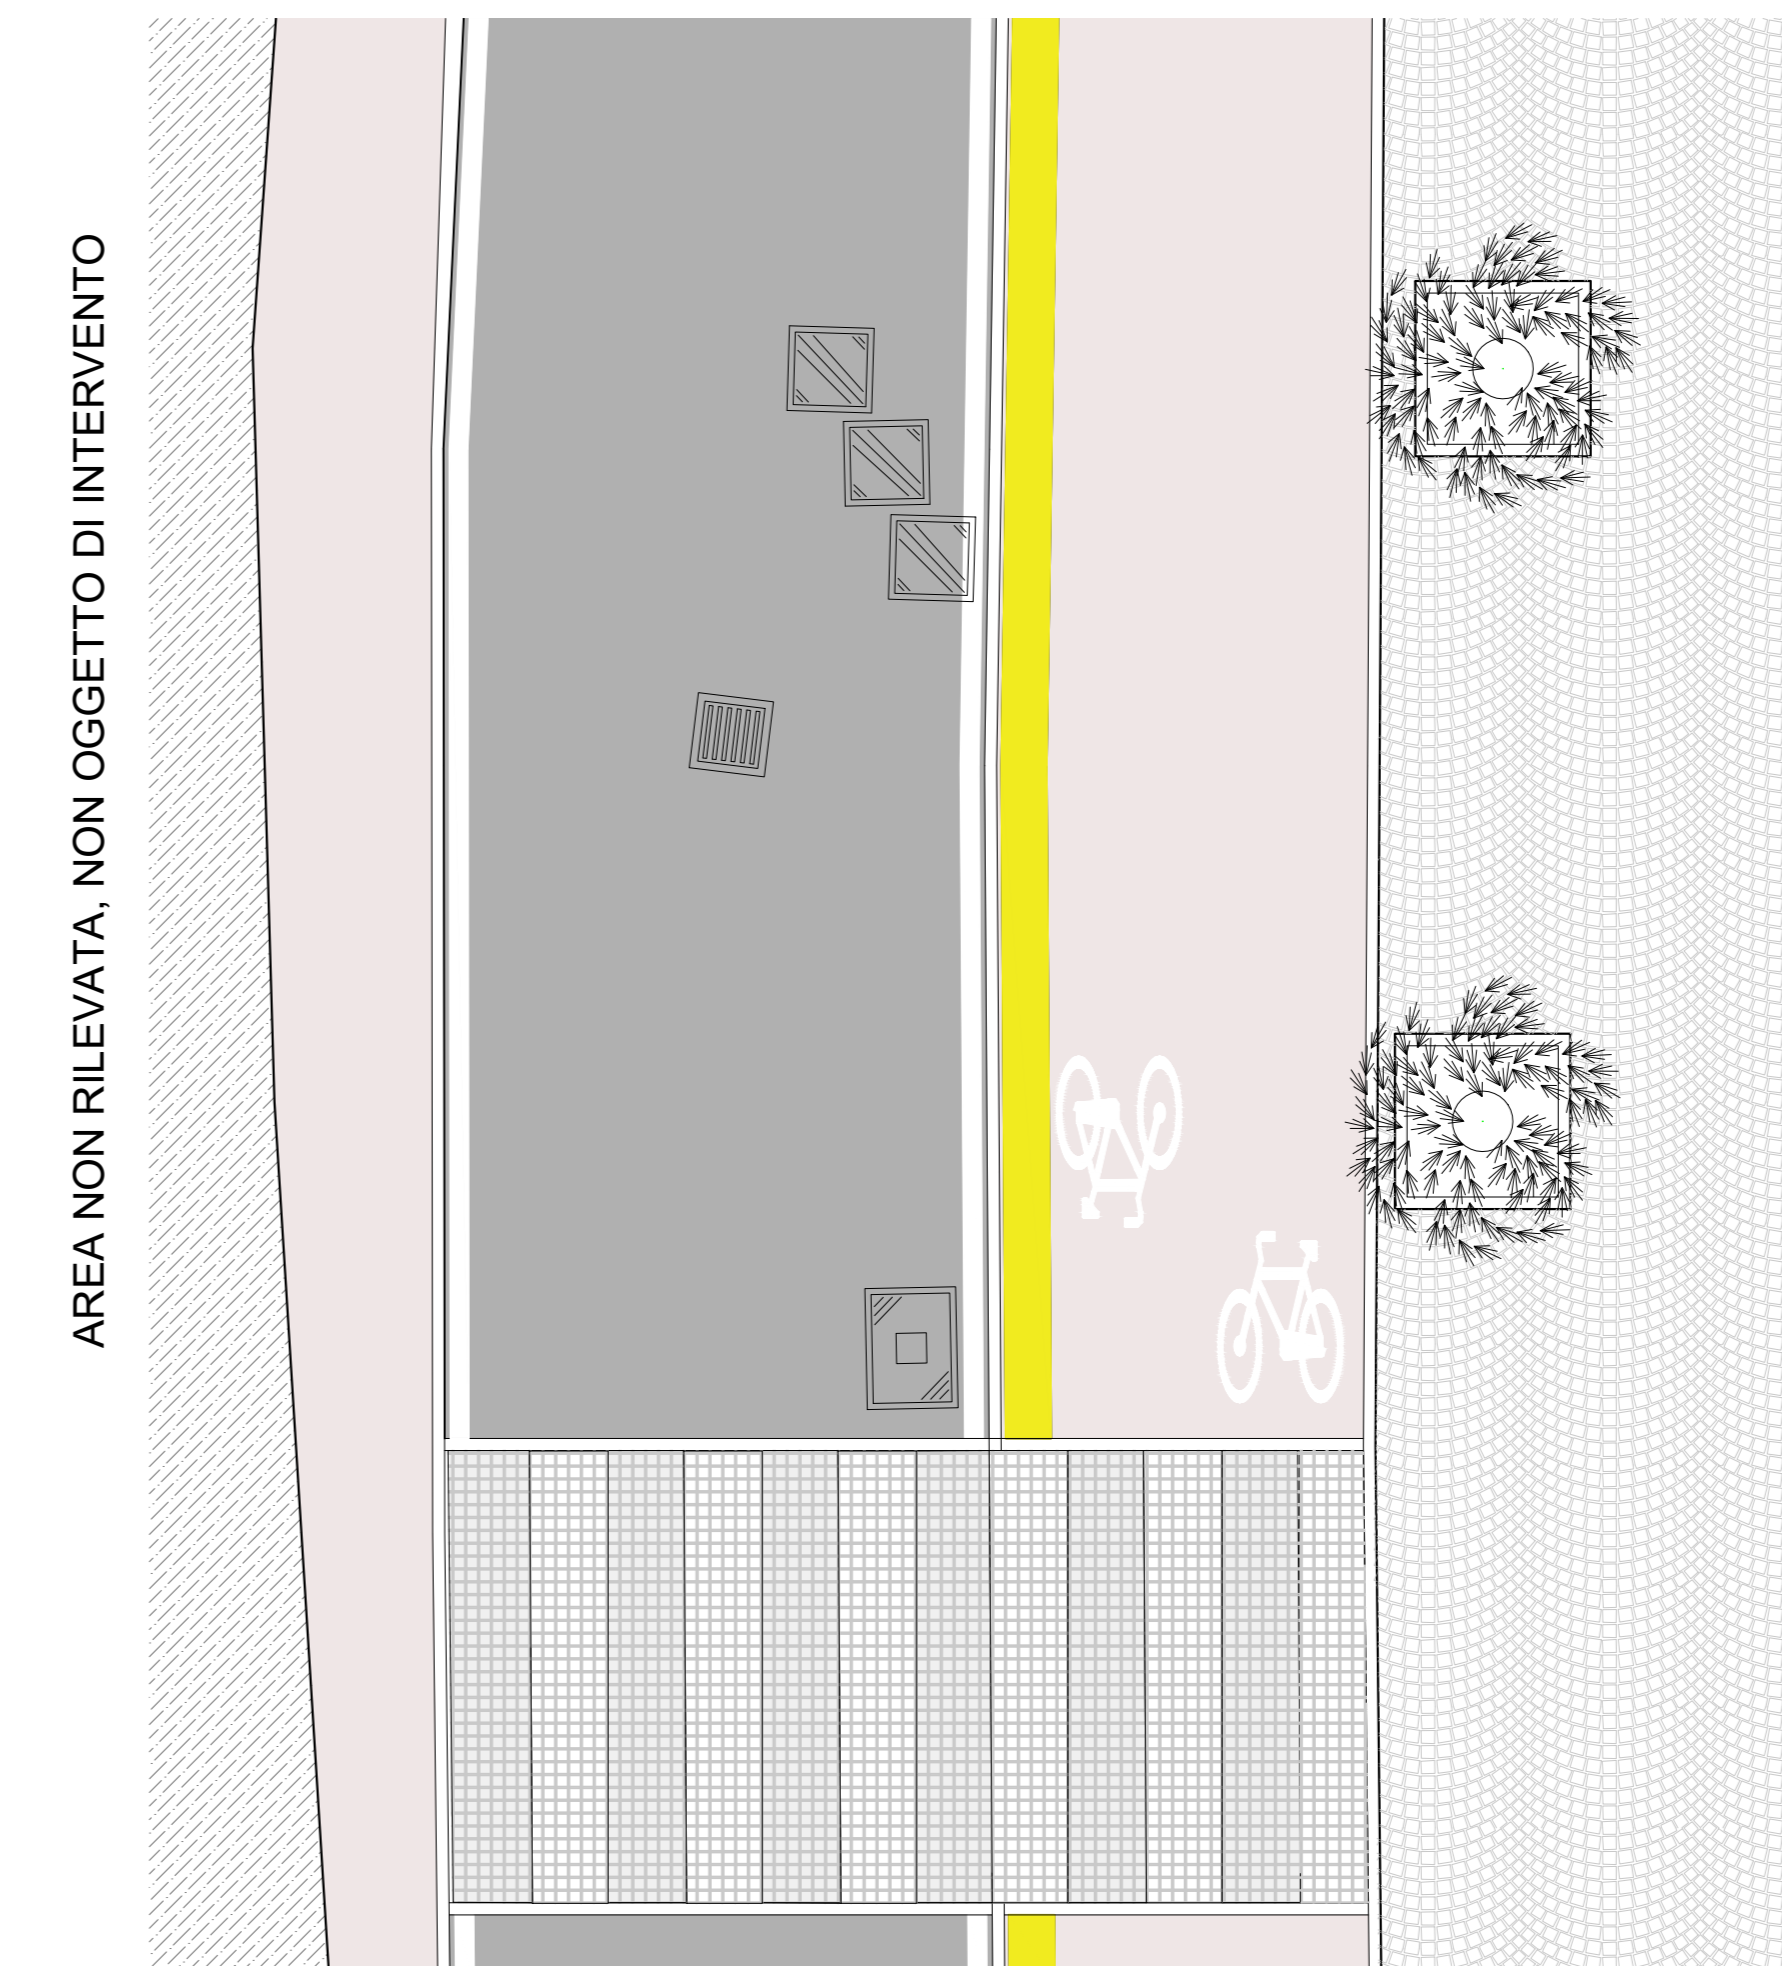 AREA NON RILEVATA, NON OGGETTO DI INTERVENTO